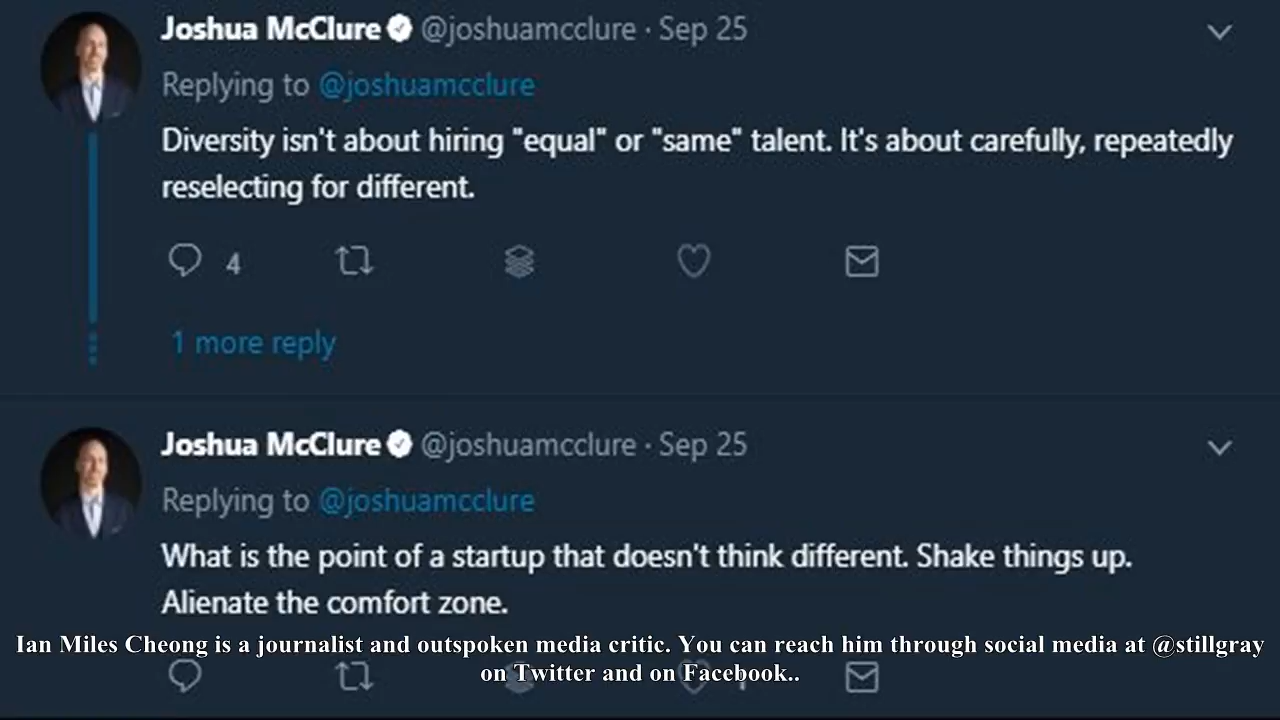 Joshua McClure @joshuamcclure · Sep 25
Replying to @joshuamcclure
Diversity isn't about hiring "equal" or "same" talent. It's about carefully, repeatedly
reselecting for different.
4
1 more reply
Joshua McClure @joshuamcclure · Sep 25
Replying to @joshuamcclure
What is the point of a startup that doesn't think different. Shake things up.
Alienate the comfort zone.
Ian Miles Cheong is a journalist and outspoken media critic. You can reach him through social media at @stillgray
on Twitter and on Facebook..